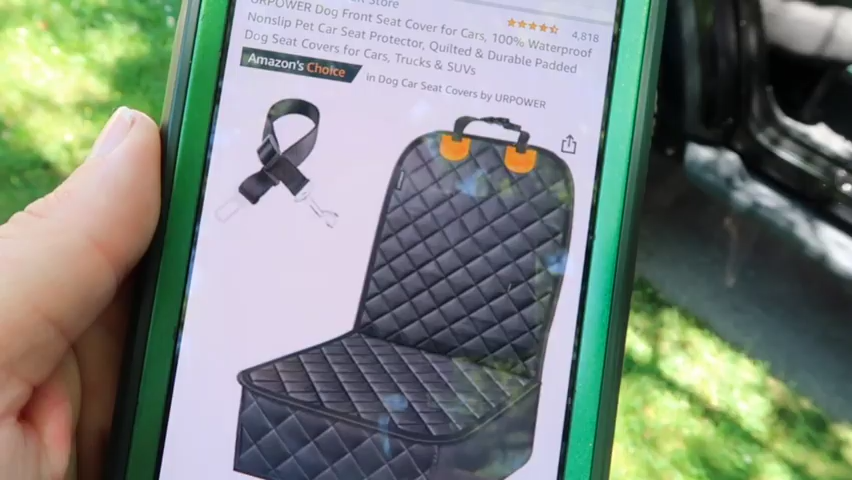 Store
URPOWER Dog Front Seat Cover for Cars, 100% Waterproof
4,818
Nonslip Pet Car Seat Protector, Quilted & Durable Padded
Dog Seat Covers for Cars, Trucks & SUVs
Amazon's Choice in Dog Car Seat Covers by URPOWER